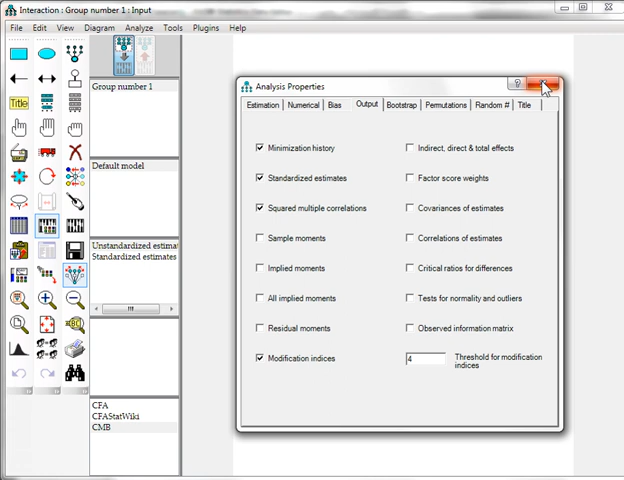 Interaction : Group number 1 : Input
File Edit View Diagram Analyze Tools Plugins Help
Title
Group number 1
Default model
Unstandardized estima
Standardized estimates
CFA
CFAStatWiki
CMB
Analysis Properties
Estimation Numerical Bias Output Bootstrap Permutations Random # Title
Minimization history
Standardized estimates
Squared multiple correlations
Sample moments
Implied moments
All implied moments
Residual moments
Modification indices
Indirect, direct & total effects
Factor score weights
Covariances of estimates
Correlations of estimates
Critical ratios for differences
Tests for normality and outliers
Observed information matrix
4 Threshold for modification
indices